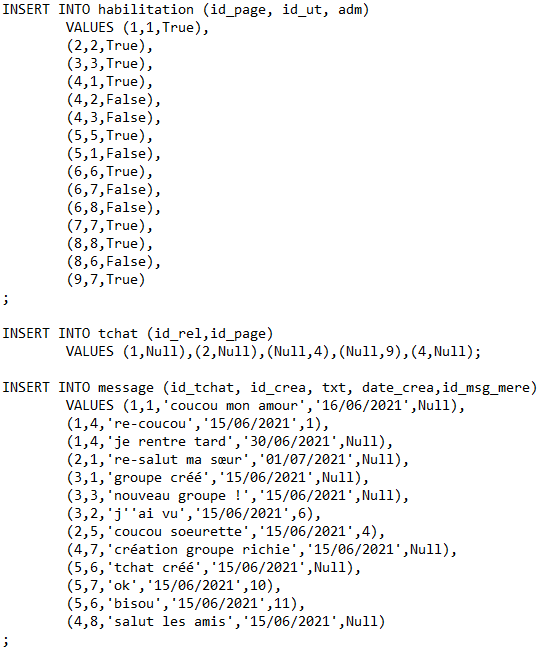 INSERT INTO habilitation (id_page, id_ut, adm)
VALUES (1,1,True),
(2,2,True),
(3,3,True),
(4,1,True),
(4,2,False),
(4,3,False),
(5,5,True),
(5,1,False),
(6,6,True),
(6,7,False),
(6,8,False),
(7,7,True),
(8,8,True),
(8,6,False),
(9,7,True)
;
INSERT INTO tchat (id_rel,id_page)
VALUES (1,Null),(2,Null),(Null,4),(Null,9),(4,Null);
INSERT INTO message (id_tchat, id_crea, txt, date_crea,id_msg_mere)
VALUES (1,1,'coucou mon amour','16/06/2021',Null),
(1,4,'re-coucou','15/06/2021',1),
(1,4,'je rentre tard','30/06/2021',Null),
(2,1,'re-salut ma sœur','01/07/2021',Null),
(3,1,'groupe créé','15/06/2021',Null),
(3,3,'nouveau groupe !','15/06/2021',Null),
(3,2,'j''ai vu','15/06/2021',6),
(2,5,'coucou soeurette','15/06/2021',4),
(4,7,'création groupe richie','15/06/2021',Null),
(5,6,'tchat créé','15/06/2021',Null),
(5,7,'ok','15/06/2021',10),
(5,6,'bisou','15/06/2021',11),
(4,8,'salut les amis','15/06/2021',Null)
;